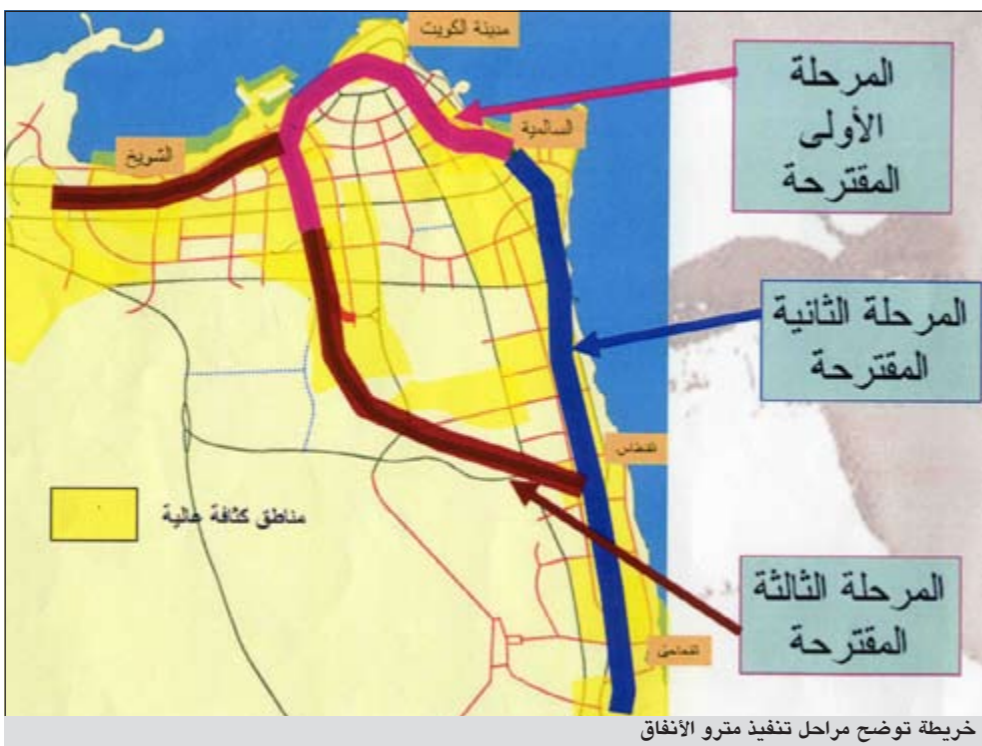 مدينة الكويت
المرحلة
الأولى
المقترحة
السالمية
الشويخ
المرحلة الثانية
المقترحة
الفنطاس
مناطق كثافة عالية
المرحلة الثالثة
المقترحة
الفحاحيل
خريطة توضح مراحل تنفيذ مترو الأنفاق